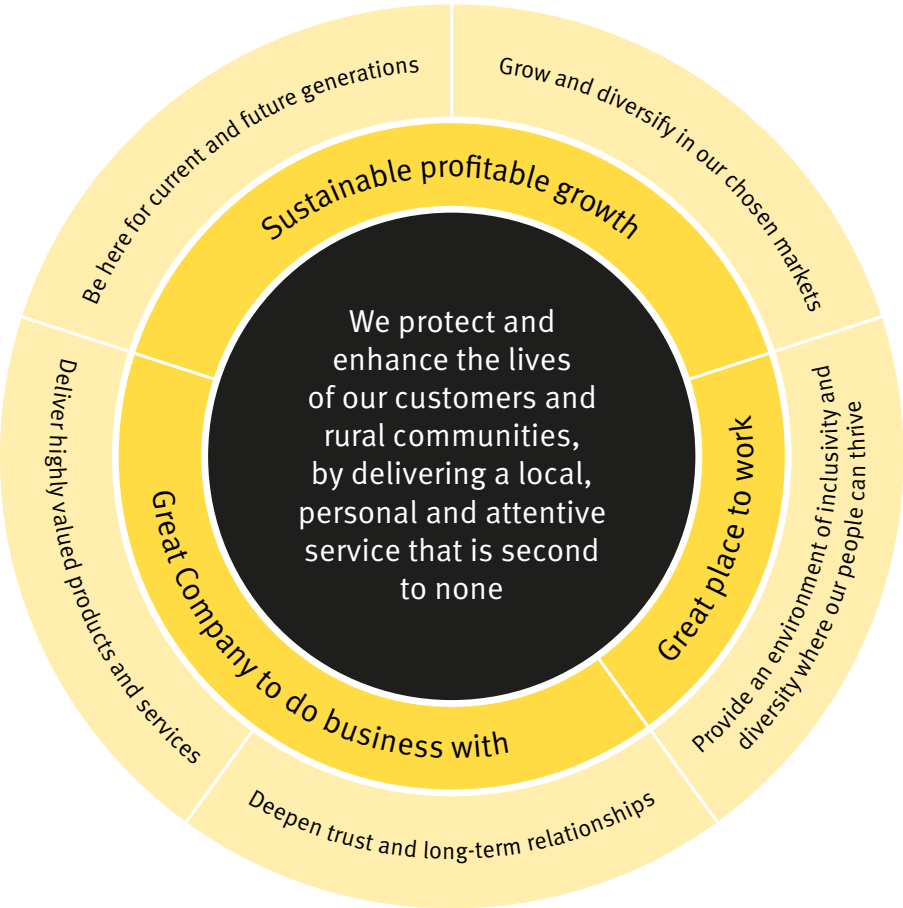 Be here for current and future generations
Grow and diversify in our chosen markets
Sustainable profitable growth
We protect and
enhance the lives
of our customers and
rural communities,
by delivering a local,
personal and attentive
service that is second
to none
Great place to work
Provide an environment of inclusivity and
diversity where our people can thrive
Great Company to do business with
Deliver highly valued products and services
Deepen trust and long-term relationships